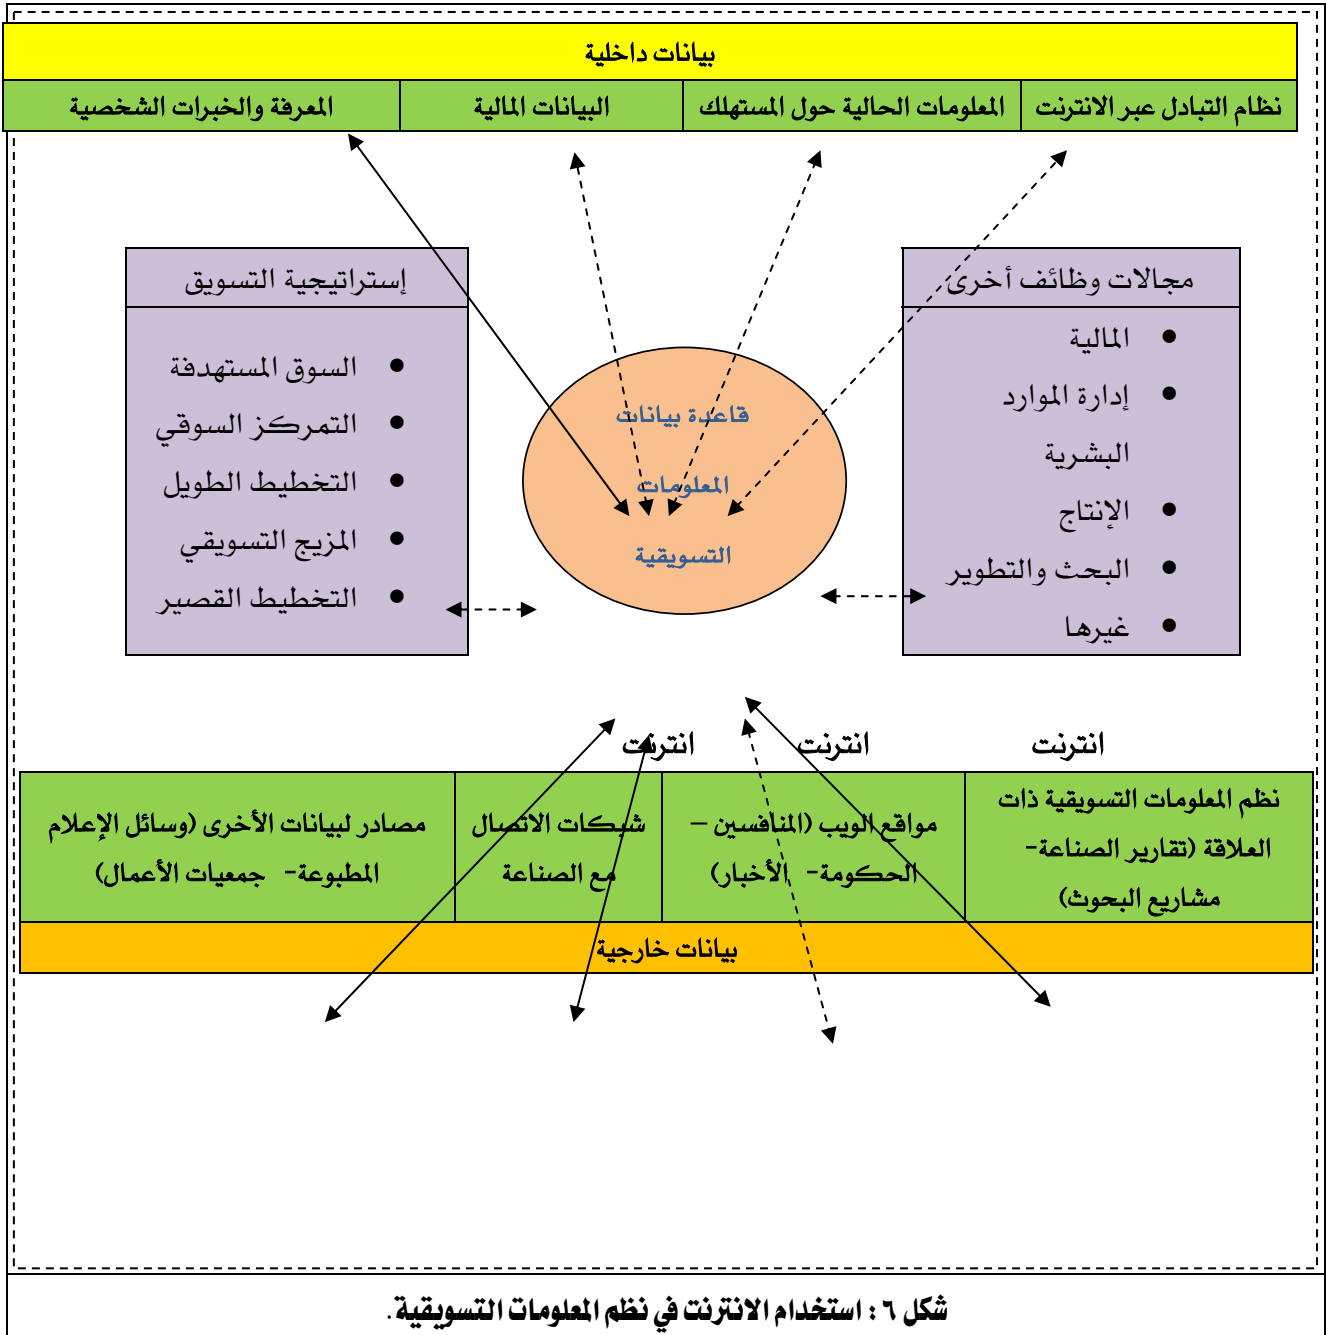 بيانات داخلية
نظام التبادل عبر الانترنت
المعلومات الحالية حول المستهلك
البيانات المالية
المعرفة والخبرات الشخصية
مجالات وظائف أخرى
• المالية
• إدارة الموارد
البشرية
• الإنتاج
• البحث والتطوير
• غيرها
قاعدة بيانات
المعلومات
التسويقية
إستراتيجية التسويق
• السوق المستهدفة
• التمركز السوقي
• التخطيط الطويل
• المزيج التسويقي
• التخطيط القصير
انترنت
انترنت
انترنت
نظم المعلومات التسويقية ذات
العلاقة (تقارير الصناعة-
مشاريع البحوث)
مواقع الويب (المنافسين –
الحكومة- الأخبار)
شبكات الاتصال
مع الصناعة
مصادر لبيانات الأخرى (وسائل الإعلام
المطبوعة- جمعيات الأعمال)
بيانات خارجية
شكل ٦ : استخدام الانترنت في نظم المعلومات التسويقية.